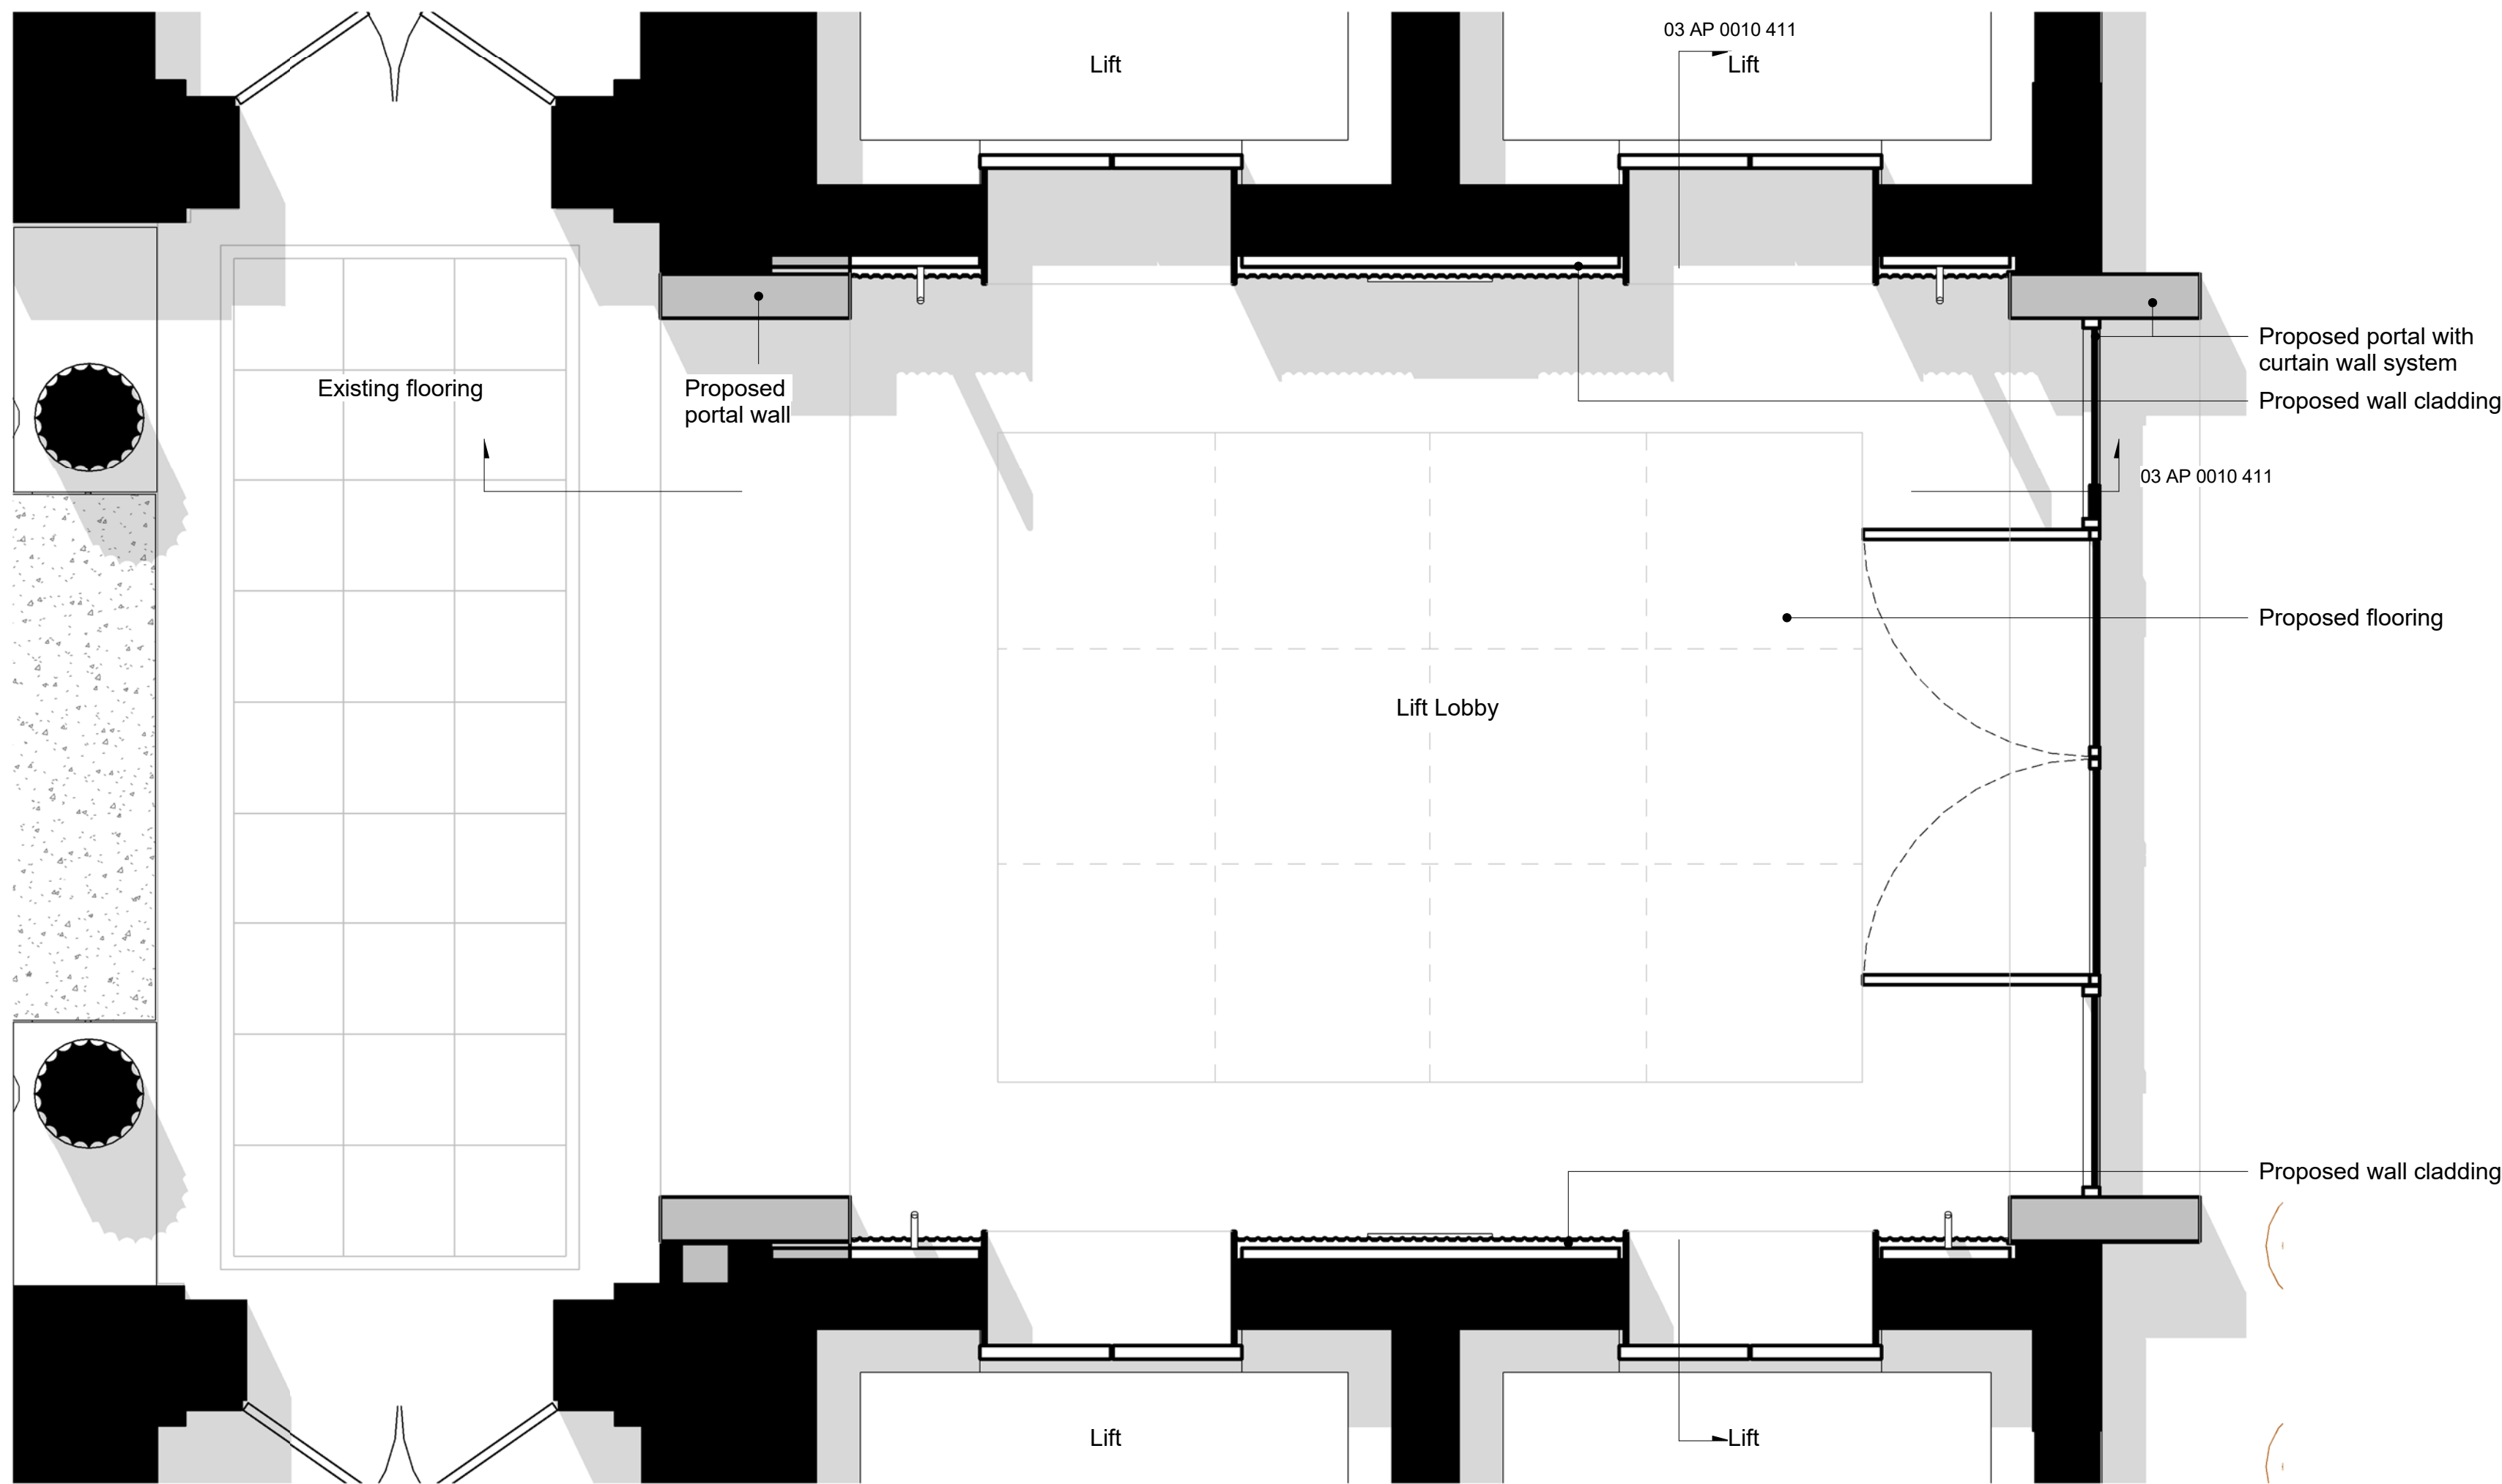 03 AP 0010 411
Lift
Lift
Proposed portal with
curtain wall system
Existing flooring
Proposed
portal wall
Proposed wall cladding
03 AP 0010 411
Proposed flooring
Lift Lobby
Proposed wall cladding
Lift
Lift